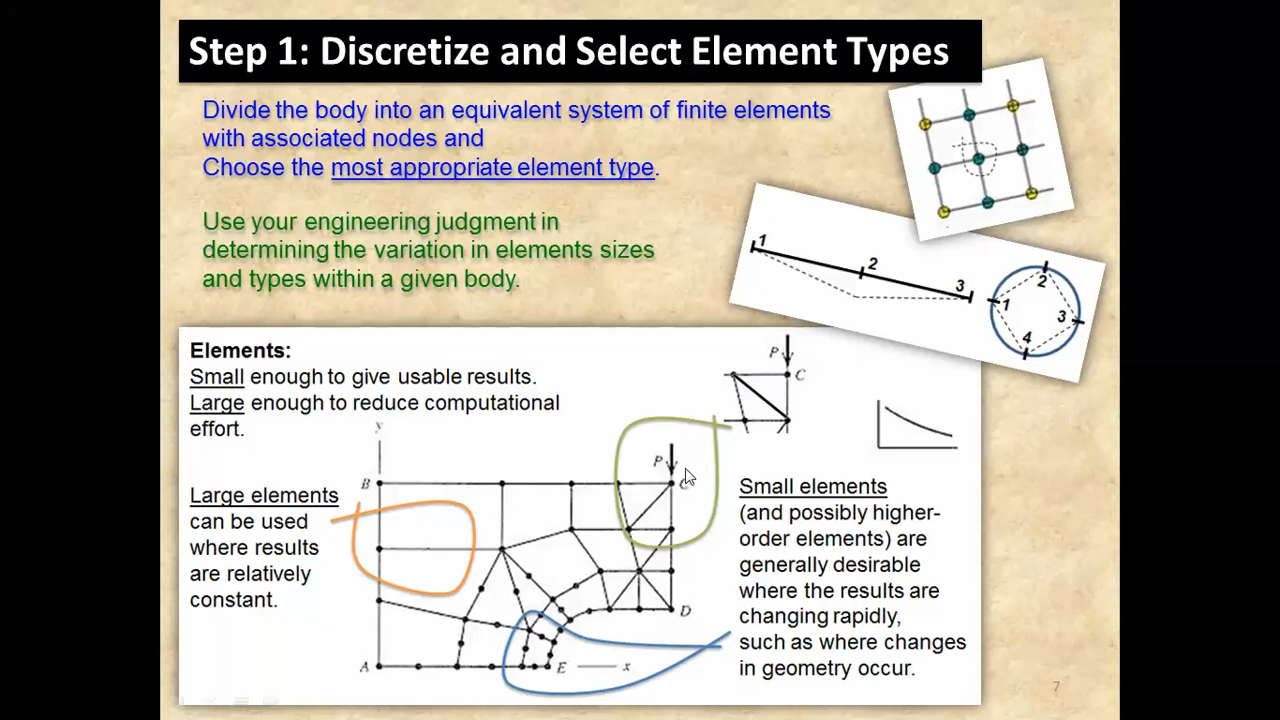 Step 1: Discretize and Select Element Types
Divide the body into an equivalent system of finite elements
with associated nodes and
Choose the most appropriate element type.
Use your engineering judgment in
determining the variation in elements sizes
and types within a given body.
1
2
3
1
2
3
4
Elements:
Small enough to give usable results.
Large enough to reduce computational
effort.
P
C
y
B
P
C
Large elements
can be used
where results
are relatively
constant.
D
A
E
x
Small elements
(and possibly higher-
order elements) are
generally desirable
where the results are
changing rapidly,
such as where changes
in geometry occur.
7